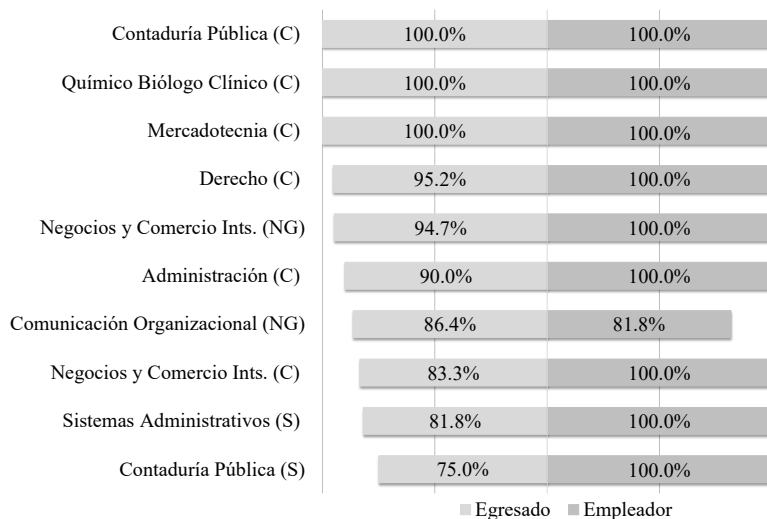 Contaduría Pública (C) 100.0% 100.0%
Químico Biólogo Clínico (C) 100.0% 100.0%
Mercadotecnia (C) 100.0% 100.0%
Derecho (C) 95.2% 100.0%
Negocios y Comercio Ints. (NG) 94.7% 100.0%
Administración (C) 90.0% 100.0%
Comunicación Organizacional (NG) 86.4% 81.8%
Negocios y Comercio Ints. (C) 83.3% 100.0%
Sistemas Administrativos (S) 81.8% 100.0%
Contaduría Pública (S) 75.0% 100.0%
Egresado Empleador